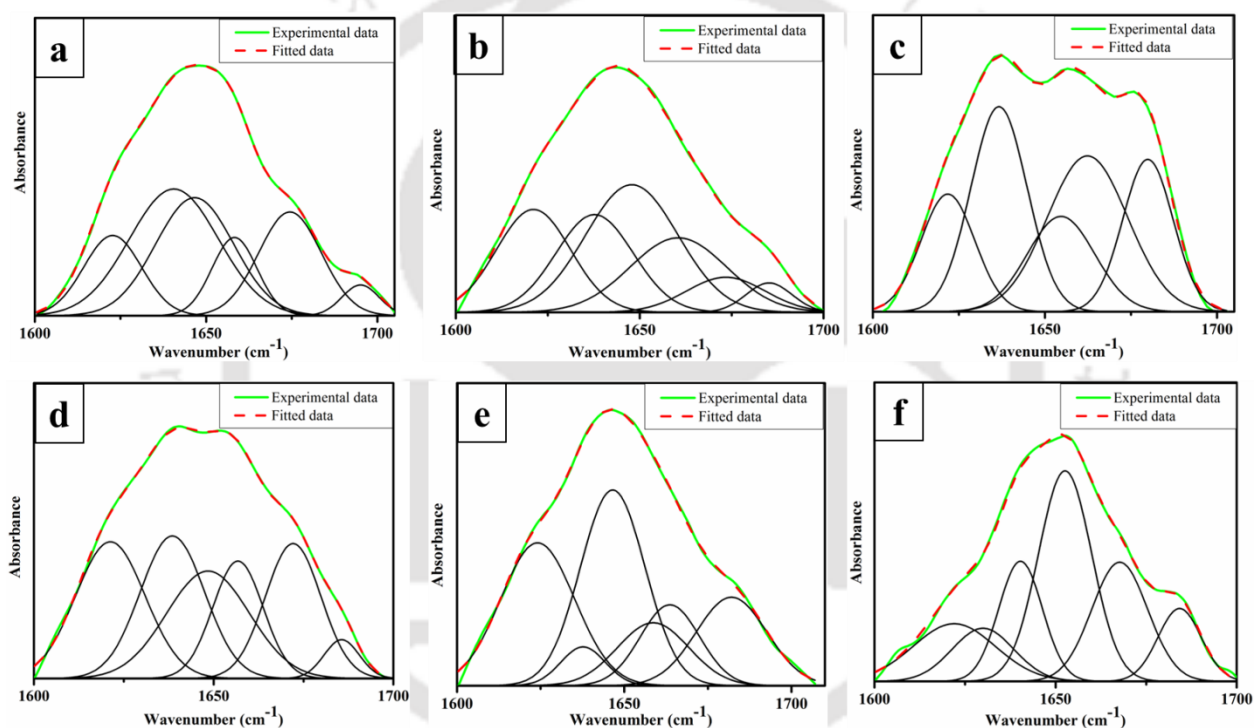 a
Experimental data
Fitted data
Absorbance
1600
1650
1700
Wavenumber (cm-1)
b
Experimental data
Fitted data
Absorbance
1600
1650
1700
Wavenumber (cm-1)
c
Experimental data
Fitted data
Absorbance
1600
1650
1700
Wavenumber (cm-1)
d
Experimental data
Fitted data
Absorbance
1600
1650
1700
Wavenumber (cm-1)
e
Experimental data
Fitted data
Absorbance
1600
1650
1700
Wavenumber (cm-1)
f
Experimental data
Fitted data
Absorbance
1600
1650
1700
Wavenumber (cm-1)